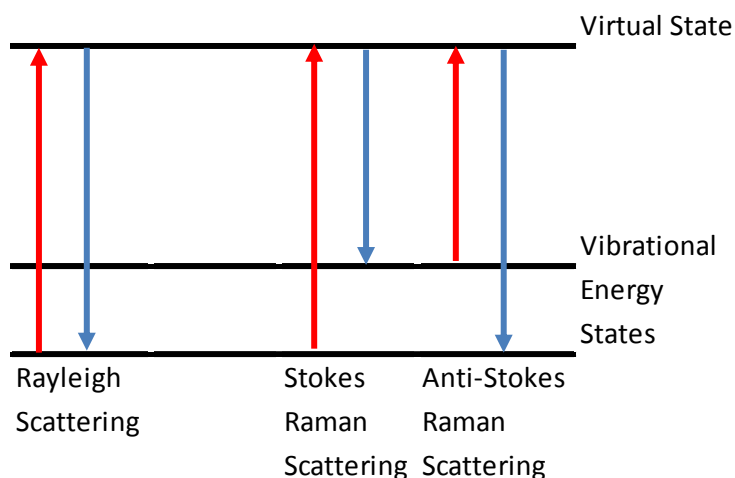 Virtual State
Vibrational
Energy
States
Rayleigh
Scattering
Stokes
Raman
Scattering
Anti-Stokes
Raman
Scattering